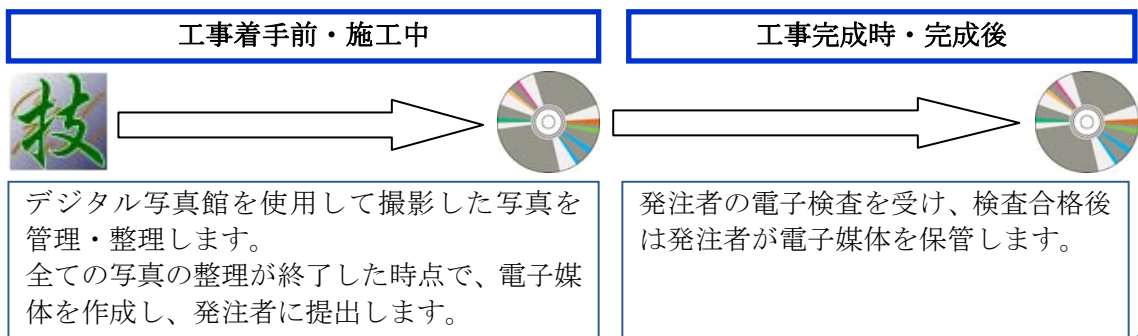 工事着手前・施工中
工事完成時・完成後
技
デジタル写真館を使用して撮影した写真を
管理・整理します。
全ての写真の整理が終了した時点で、電子媒
体を作成し、発注者に提出します。
発注者の電子検査を受け、検査合格後
は発注者が電子媒体を保管します。